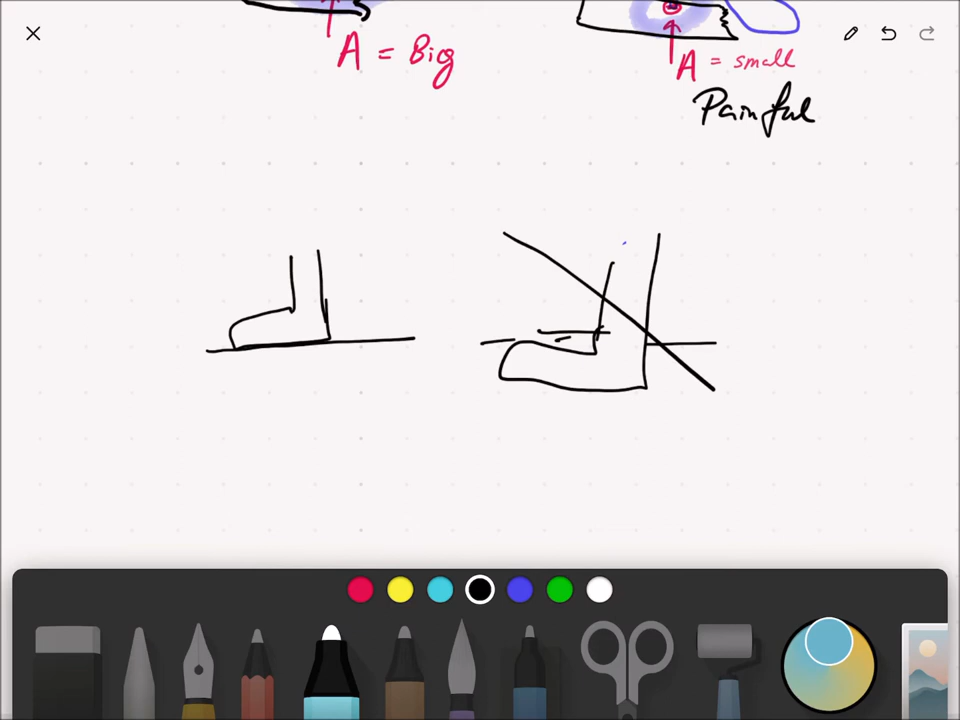 A = Big
A = small
Painful